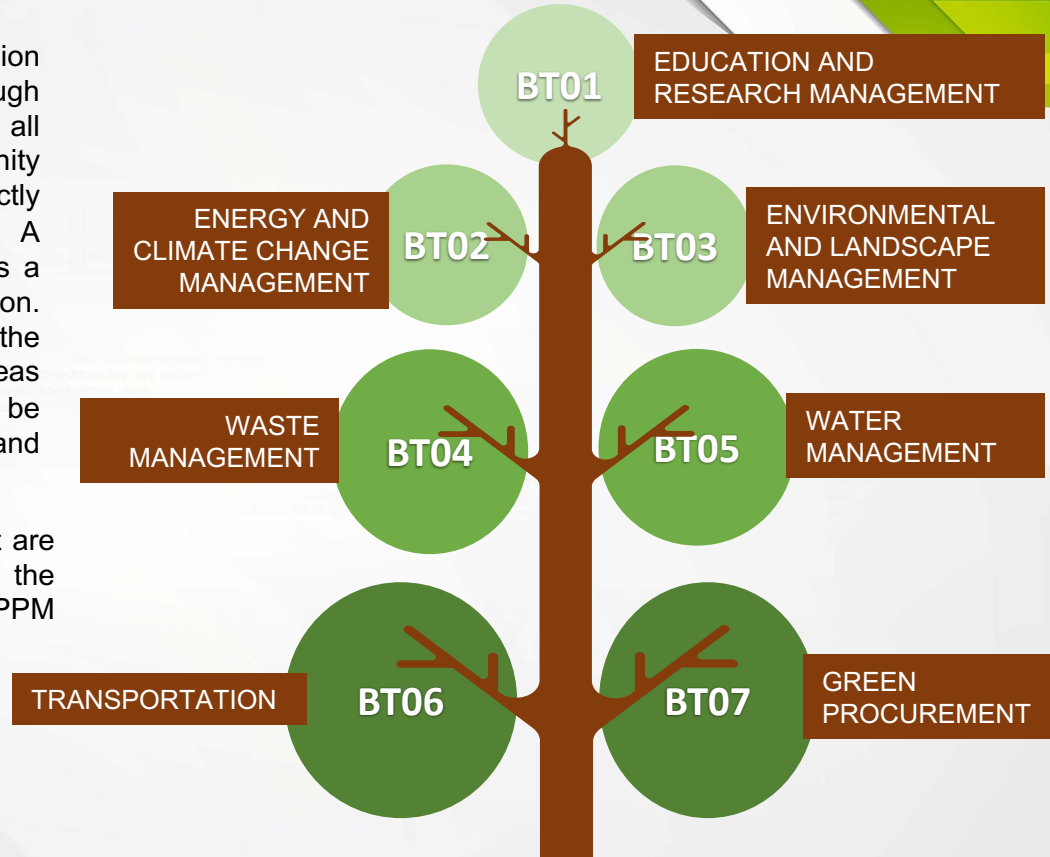 ion
ugh
all
nity
ctly
A
s a
on.
the
eas
be
and
t are
the
PPM
BT01
EDUCATION AND
RESEARCH MANAGEMENT
ENERGY AND
CLIMATE CHANGE
MANAGEMENT
BT02
BT03
ENVIRONMENTAL
AND LANDSCAPE
MANAGEMENT
WASTE
MANAGEMENT
BT04
BT05
WATER
MANAGEMENT
TRANSPORTATION
BT06
BT07
GREEN
PROCUREMENT